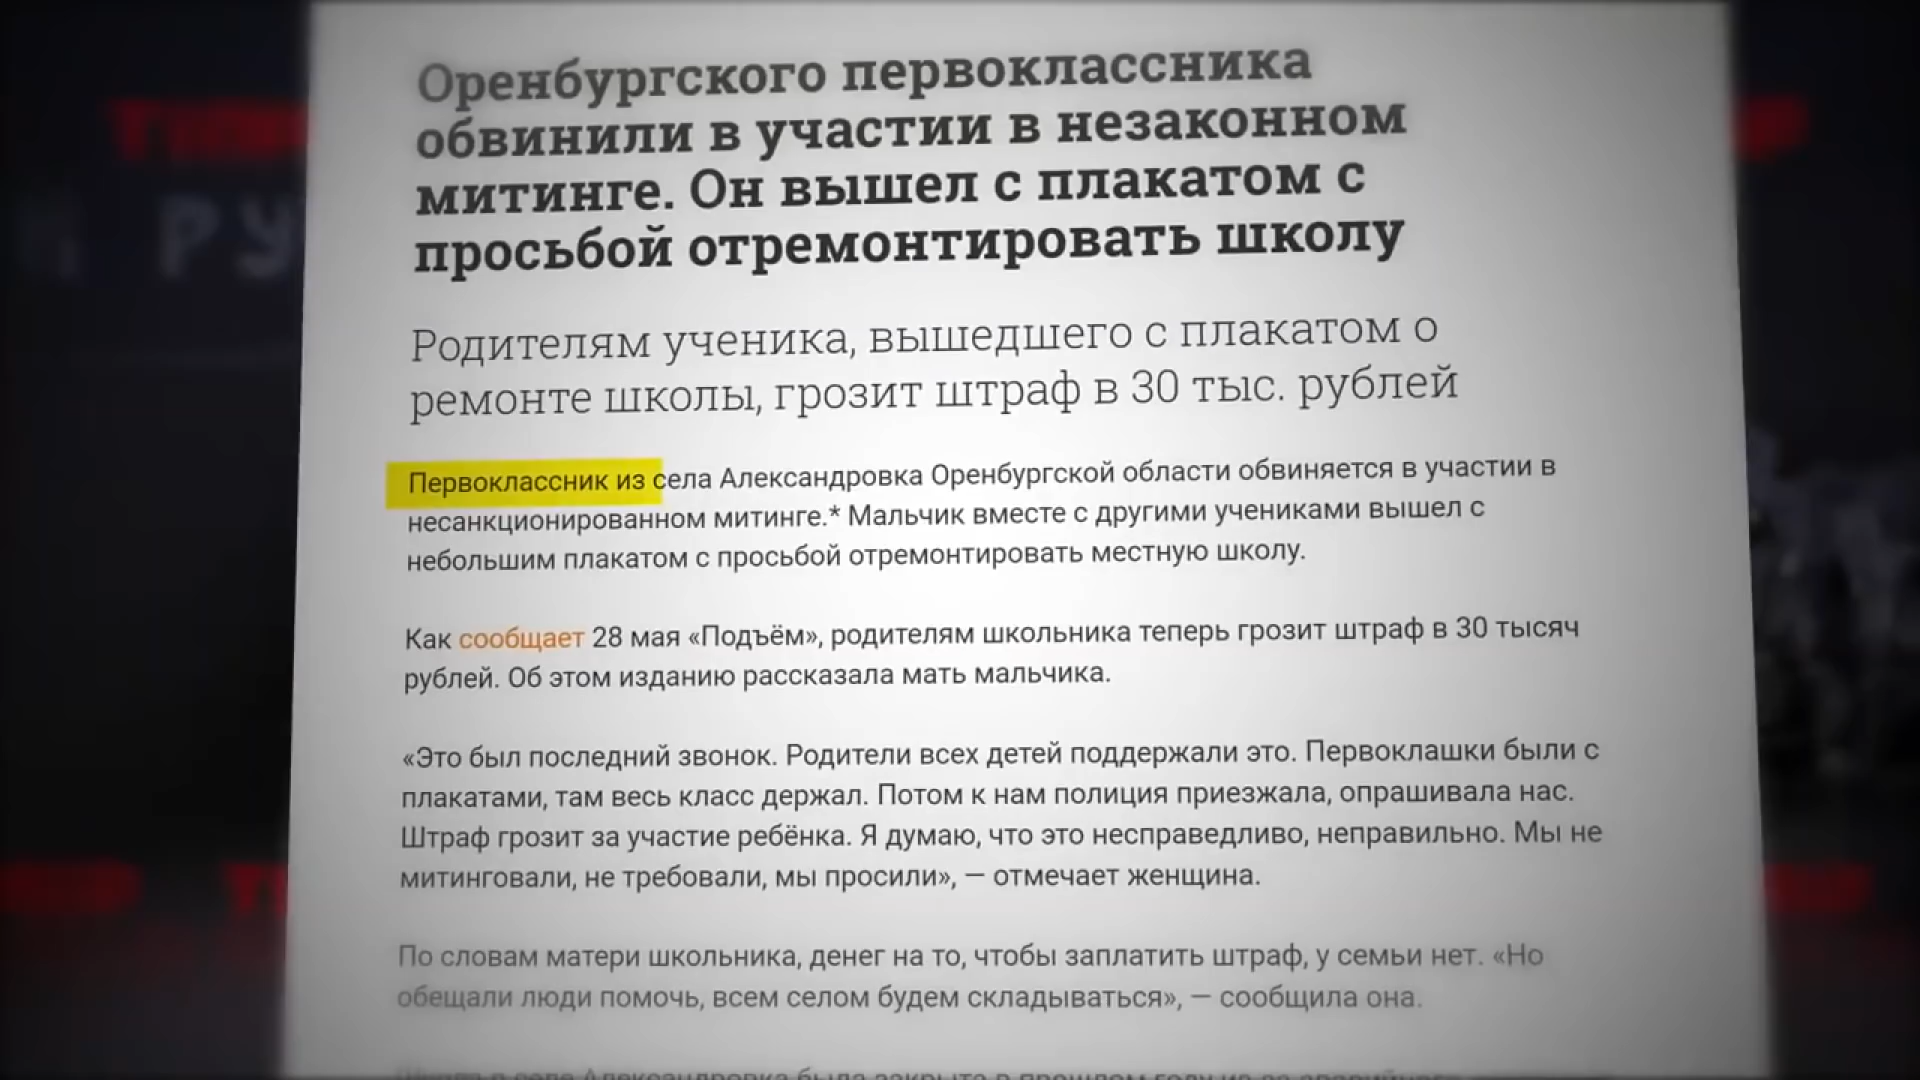 Оренбургского первоклассника
обвинили в участии в незаконном
митинге. Он вышел с плакатом с
просьбой отремонтировать школу
Родителям ученика, вышедшего с плакатом о
ремонте школы, грозит штраф в 30 тыс. рублей
Первоклассник из села Александровка Оренбургской области обвиняется в участии в
несанкционированном митинге.* Мальчик вместе с другими учениками вышел с
небольшим плакатом с просьбой отремонтировать местную школу.
Как сообщает 28 мая «Подъём», родителям школьника теперь грозит штраф в 30 тысяч
рублей. Об этом изданию рассказала мать мальчика.
«Это был последний звонок. Родители всех детей поддержали это. Первоклашки были с
плакатами, там весь класс держал. Потом к нам полиция приезжала, опрашивала нас.
Штраф грозит за участие ребёнка. Я думаю, что это несправедливо, неправильно. Мы не
митинговали, не требовали, мы просили», — отмечает женщина.
По словам матери школьника, денег на то, чтобы заплатить штраф, у семьи нет. «Но
обещали люди помочь, всем селом будем складываться», — сообщила она.